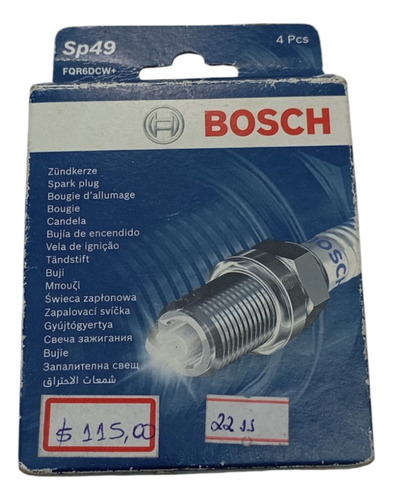 Sp49
4 Pcs
FQR6DCW+
BOSCH
Zündkerze
Spark plug
Bougie d'allumage
Bougie
Candela
Bujía de encendido
Vela de ignição
Tändstift
Buji
Μπουζί
Świeca zapłonowa
Zapalovací svíčka
Gyújtógyertya
Свеча зажигания
Bujie
Запалителна свещ
شمعات الاحتراق
BOSCH
$ 115,00